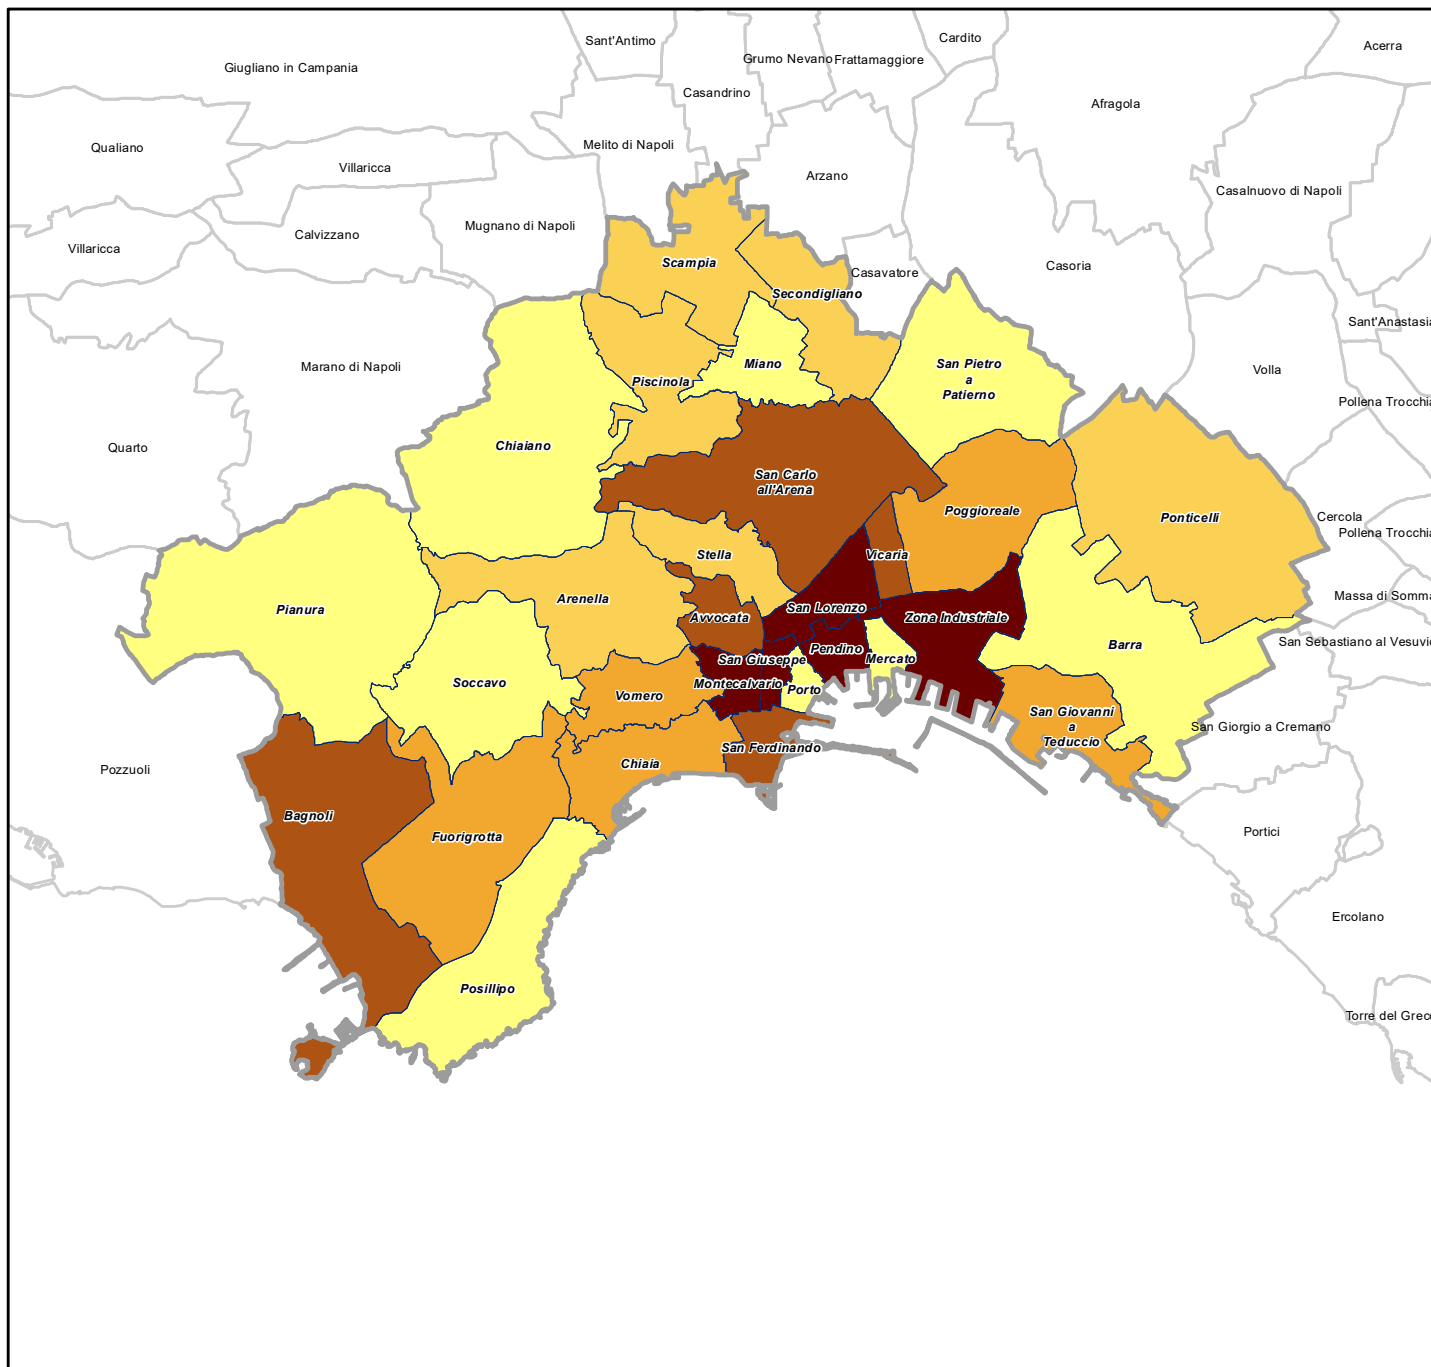 Sant'Antimo
Cardito
Acerra
Giugliano in Campania
Grumo Nevano
Frattamaggiore
Casandrino
Afragola
Qualiano
Melito di Napoli
Villaricca
Arzano
Casalnuovo di Napoli
Mugnano di Napoli
Calvizzano
Villaricca
Scampia
Casavatore
Casoria
Secondigliano
Sant'Anastasia
Marano di Napoli
Miano
San Pietro
a
Patierno
Volla
Piscinola
Pollena Trocchia
Quarto
Chiaiano
San Carlo
all'Arena
Poggioreale
Ponticelli
Cercola
Pollena Trocchia
Stella
Vicaria
Massa di Somma
Pianura
Arenella
San Lorenzo
Avvocata
Zona Industriale
San Sebastiano al Vesuvio
Barra
Pendino
San Giuseppe
Mercato
Soccavo
Montecalvario
Porto
Vomero
San Giovanni
a
Teduccio
San Giorgio a Cremano
San Ferdinando
Chiaia
Pozzuoli
Bagnoli
Fuorigrotta
Portici
Ercolano
Posillipo
Torre del Greco